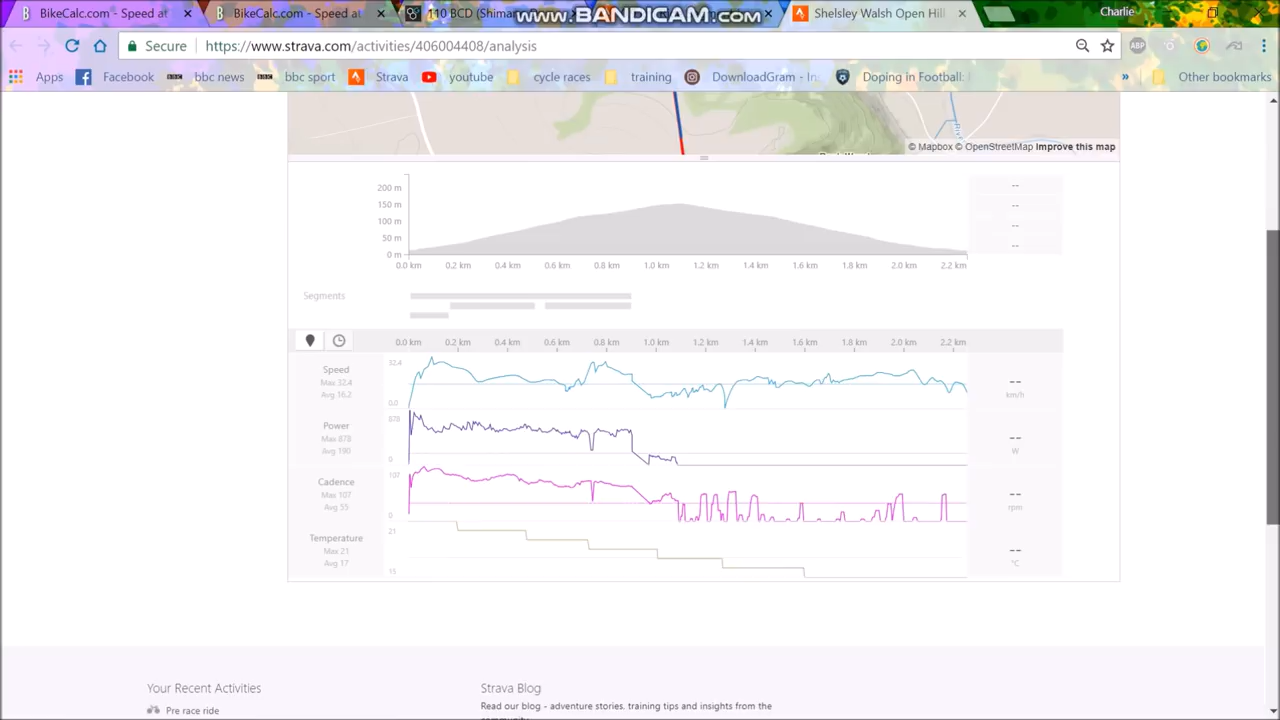 BikeCalc.com - Speed at
BikeCalc.com - Speed at
110 BCD (Shiman
www.BANDICAM.com
Shelsley Walsh Open Hill
Charlie
Secure
https://www.strava.com/activities/406004408/analysis
ABP
Apps
Facebook
bbc news
bbc sport
Strava
youtube
cycle races
training
DownloadGram - In
Doping in Football:
»
Other bookmarks
© Mapbox © OpenStreetMap Improve this map
200 m
150 m
100 m
50 m
0 m
--
--
--
--
0.0 km 0.2 km 0.4 km 0.6 km 0.8 km 1.0 km 1.2 km 1.4 km 1.6 km 1.8 km 2.0 km 2.2 km
Segments
0.0 km 0.2 km 0.4 km 0.6 km 0.8 km 1.0 km 1.2 km 1.4 km 1.6 km 1.8 km 2.0 km 2.2 km
Speed
Max 32.4
Avg 16.2
32.4
0.0
--
km/h
Power
Max 878
Avg 190
878
0
--
W
Cadence
Max 107
Avg 55
107
0
--
rpm
Temperature
Max 21
Avg 17
21
15
--
°C
Your Recent Activities
Pre race ride
Strava Blog
Read our blog - adventure stories, training tips and insights from the